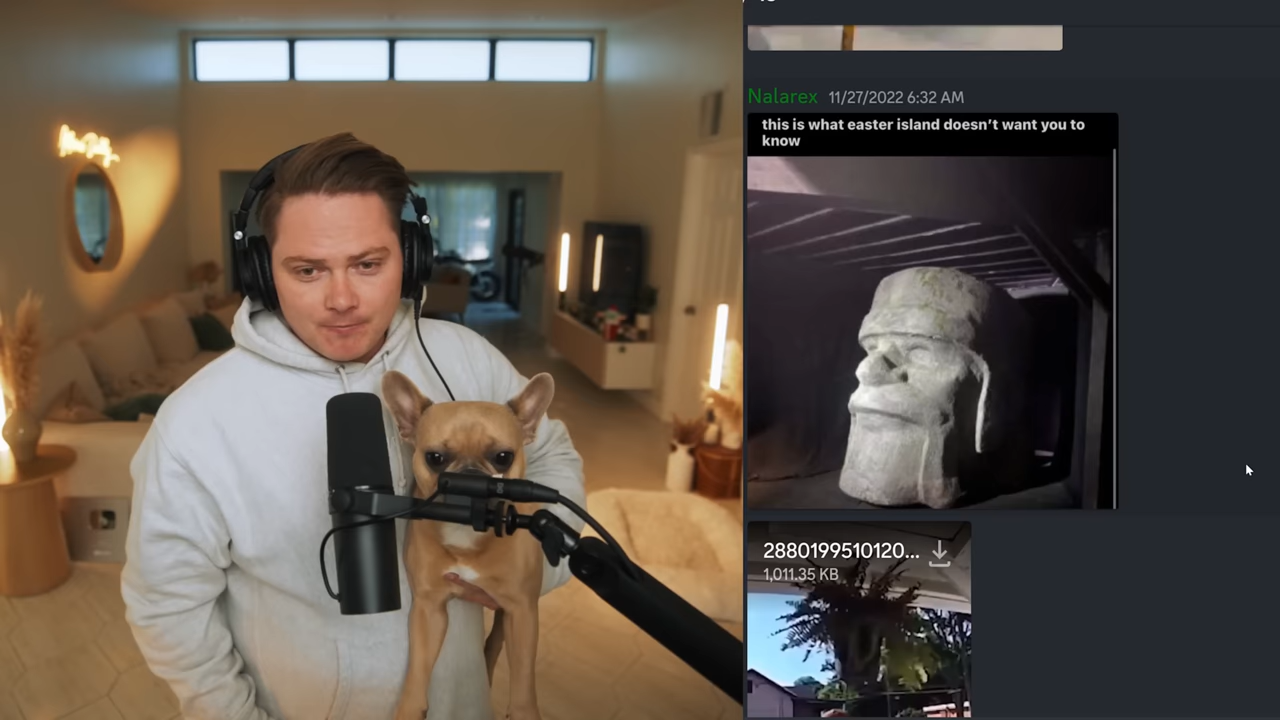 Nalarex 11/27/2022 6:32 AM
this is what easter island doesn’t want you to
know
2880199510120...
1,011.35 KB